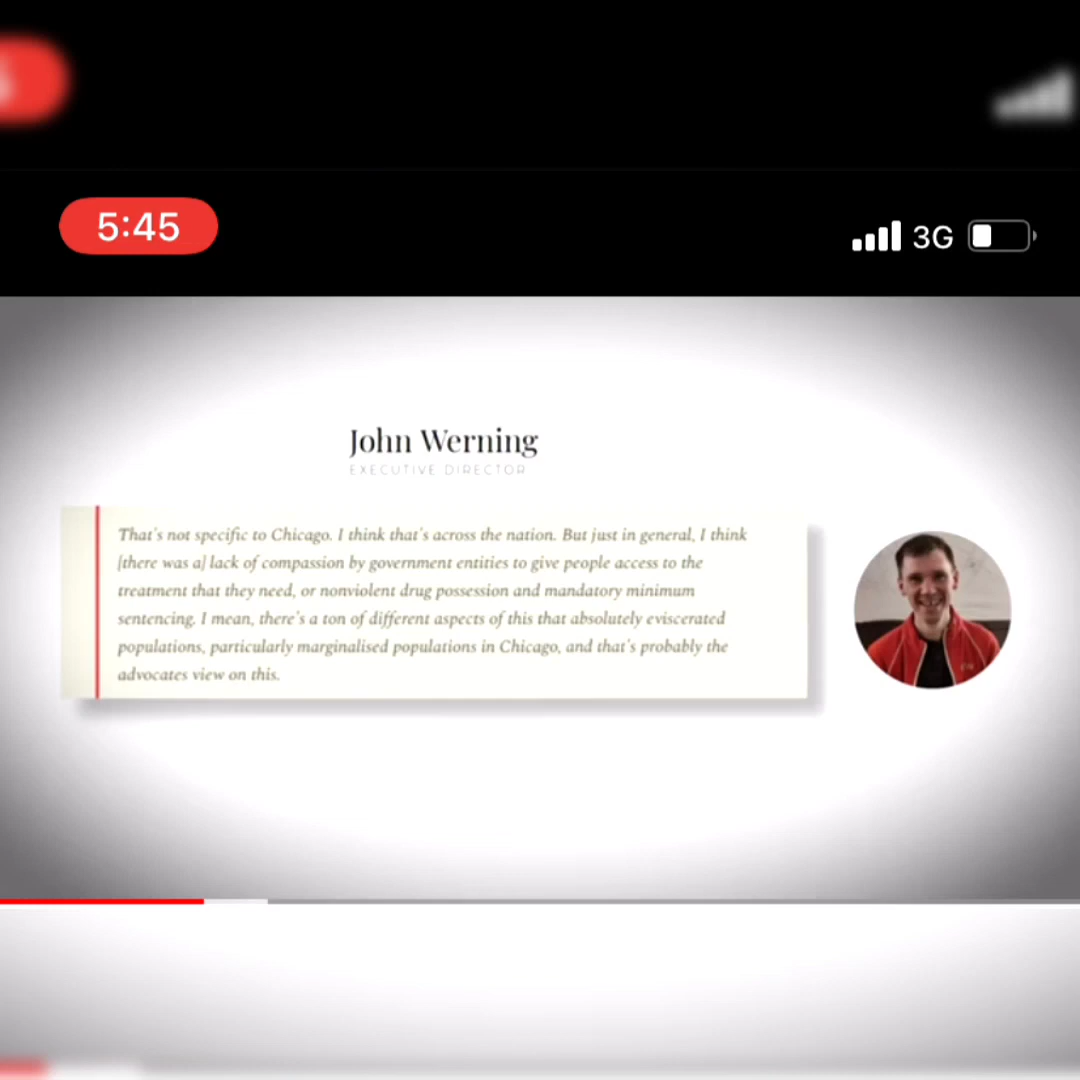 5:45
3G
John Werning
EXECUTIVE DIRECTOR
That's not specific to Chicago. I think that's across the nation. But just in general, I think
[there was a] lack of compassion by government entities to give people access to the
treatment that they need, or nonviolent drug possession and mandatory minimum
sentencing. I mean, there's a ton of different aspects of this that absolutely eviscerated
populations, particularly marginalised populations in Chicago, and that's probably the
advocates view on this.